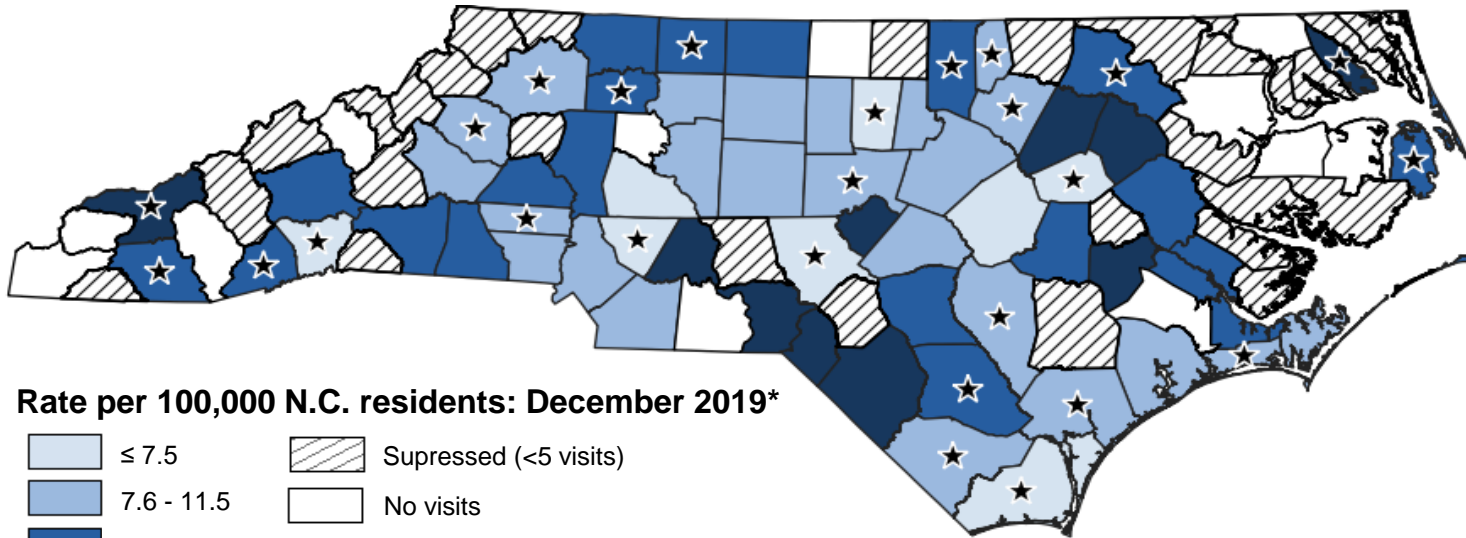 Rate per 100,000 N.C. residents: December 2019*
≤ 7.5
Supressed (<5 visits)
7.6 - 11.5
No visits